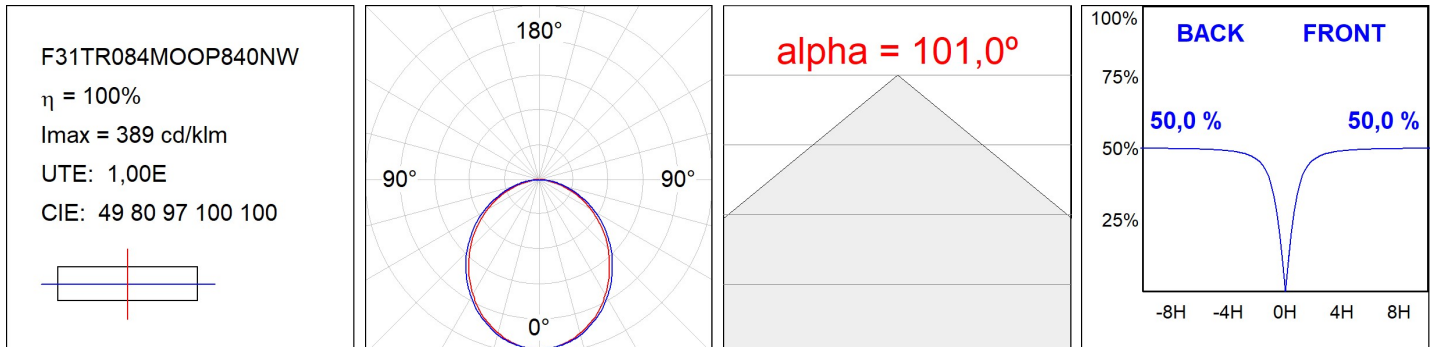 F31TR084MOOP840NW
η = 100%
Imax = 389 cd/klm
UTE: 1,00E
CIE: 49 80 97 100 100
180°
90° 90°
0°
alpha = 101,0º
100%
BACK FRONT
75%
50,0 % 50,0 %
50%
25%
-8H -4H 0H 4H 8H